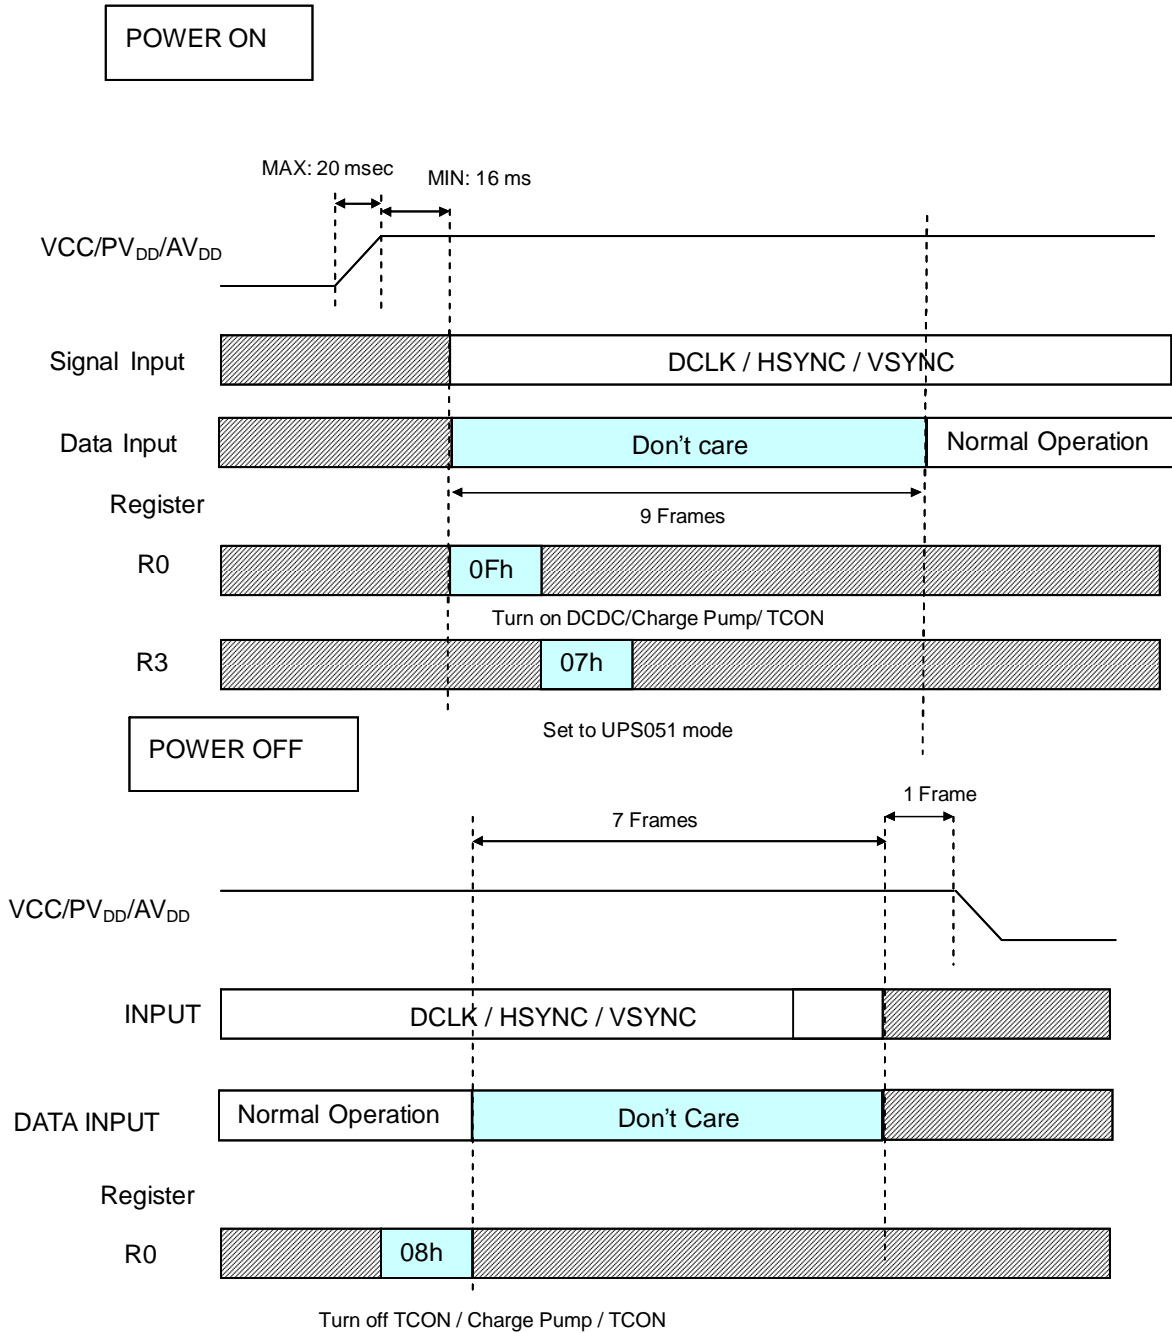 POWER ON
MAX: 20 msec
MIN: 16 ms
VCC/PVDD/AVDD
Signal Input
DCLK / HSYNC / VSYNC
Data Input
Don't care
Normal Operation
Register
9 Frames
R0
0Fh
Turn on DCDC/Charge Pump/ TCON
R3
07h
Set to UPS051 mode
POWER OFF
1 Frame
7 Frames
VCC/PVDD/AVDD
INPUT
DCLK / HSYNC / VSYNC
DATA INPUT
Normal Operation
Don't Care
Register
R0
08h
Turn off TCON / Charge Pump / TCON